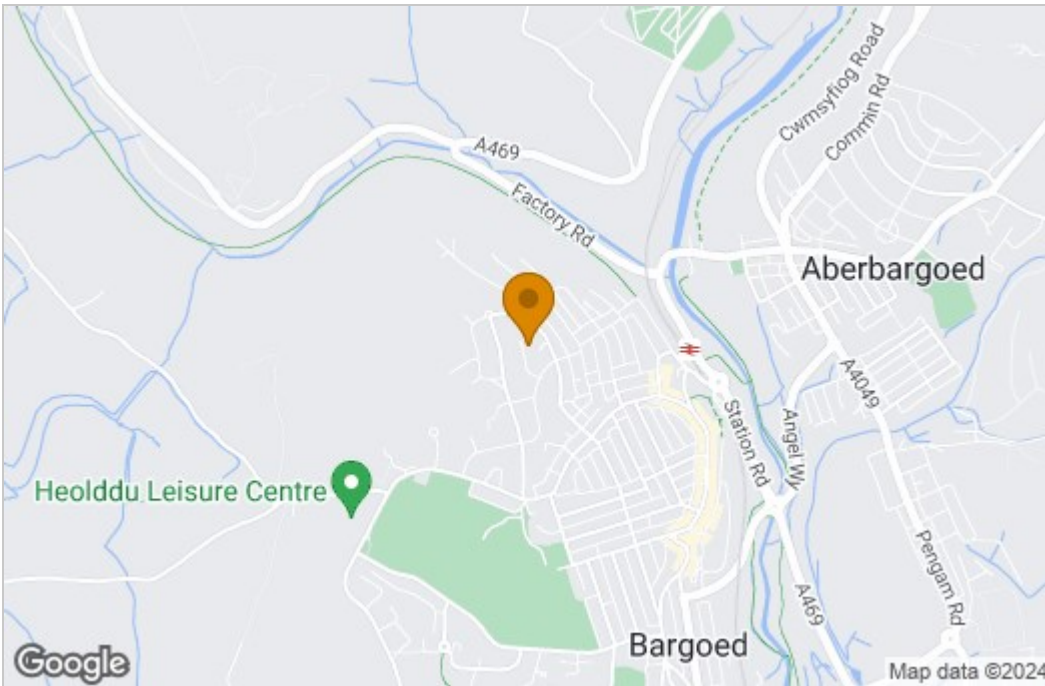 Cwmsyfiog Road
Commin Rd
A469
Factory Rd
Aberbargoed
A4049
Station Rd
Angel Wy
Heolddu Leisure Centre
Pengam Rd
A469
Bargoed
Google
Map data ©2024